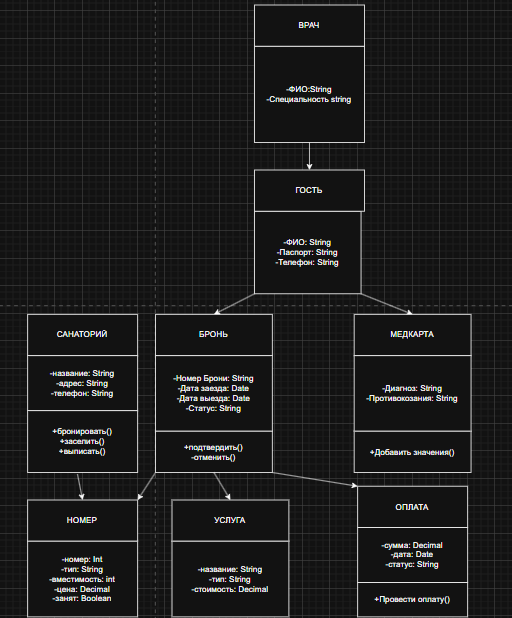 ВРАЧ
-ФИО:String
-Специальность string
ГОСТЬ
-ФИО: String
-Паспорт: String
-Телефон: String
САНАТОРИЙ
-название: String
-адрес: String
-телефон: String
+бронировать()
+заселить()
+выписать()
БРОНЬ
-Номер Брони: String
-Дата заезда: Date
-Дата выезда: Date
-Статус: String
+подтвердить()
-отменить()
МЕДКАРТА
-Диагноз: String
-Противокозания: String
+Добавить значения()
НОМЕР
-номер: Int
-тип: String
-вместимость: int
-цена: Decimal
-занят: Boolean
УСЛУГА
-название: String
-тип: String
-стоимость: Decimal
ОПЛАТА
-сумма: Decimal
-дата: Date
-статус: String
+Провести оплату()